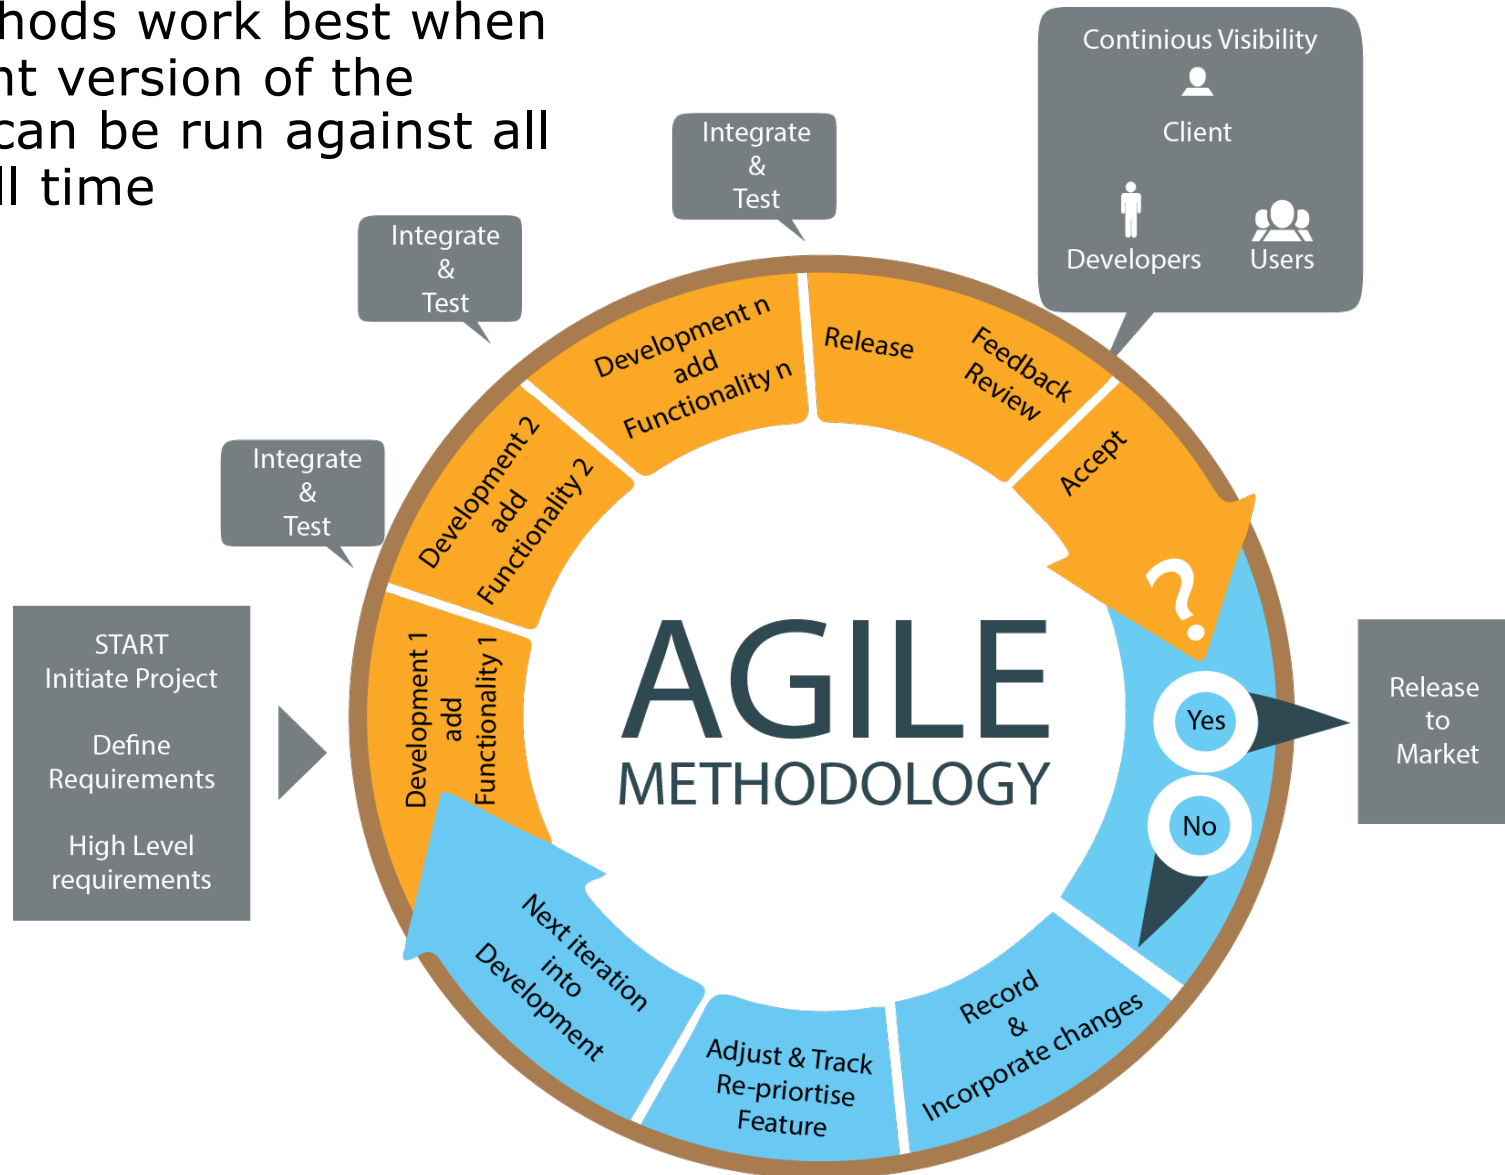 hods work best when
nt version of the
can be run against all
ll time
Continious Visibility
Client
Developers
Users
Integrate
&
Test
Integrate
&
Test
Integrate
&
Test
START
Initiate Project
Define
Requirements
High Level
requirements
Development 1
add
Functionality 1
Development 2
add
Functionality 2
Development n
add
Functionality n
Release
Feedback
Review
Accept
?
Yes
No
Release
to
Market
Record
&
Incorporate changes
Adjust & Track
Re-priortise
Feature
Next iteration
into
Development
AGILE
METHODOLOGY